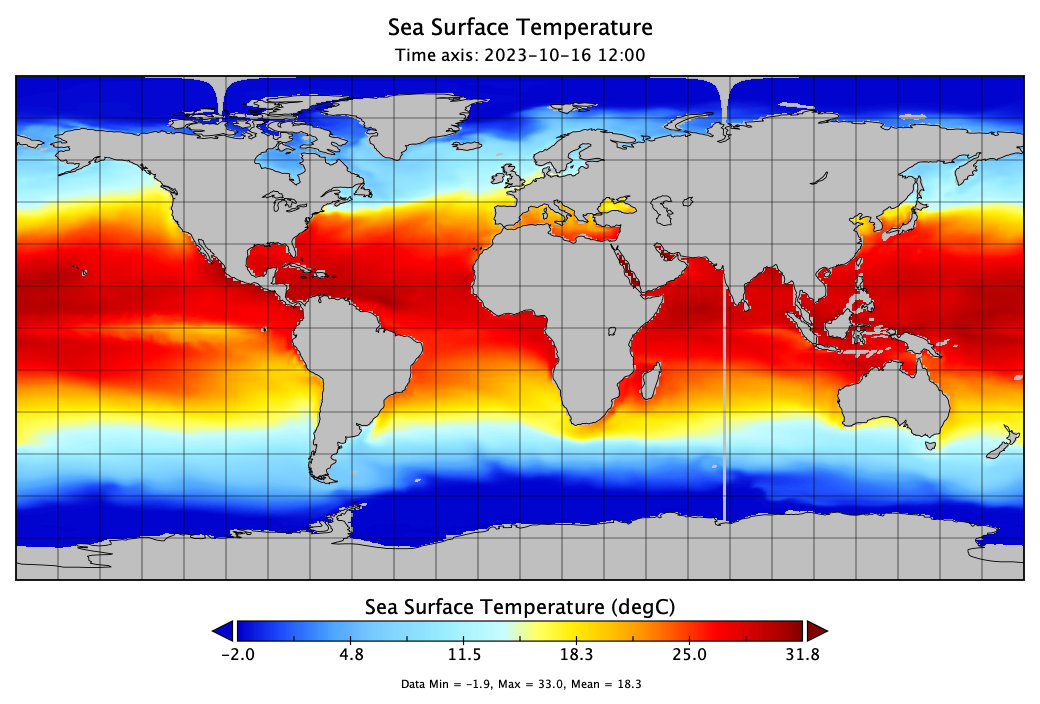 Sea Surface Temperature
Time axis: 2023-10-16 12:00
Sea Surface Temperature (degC)
-2.0 4.8 11.5 18.3 25.0 31.8
Data Min = -1.9, Max = 33.0, Mean = 18.3